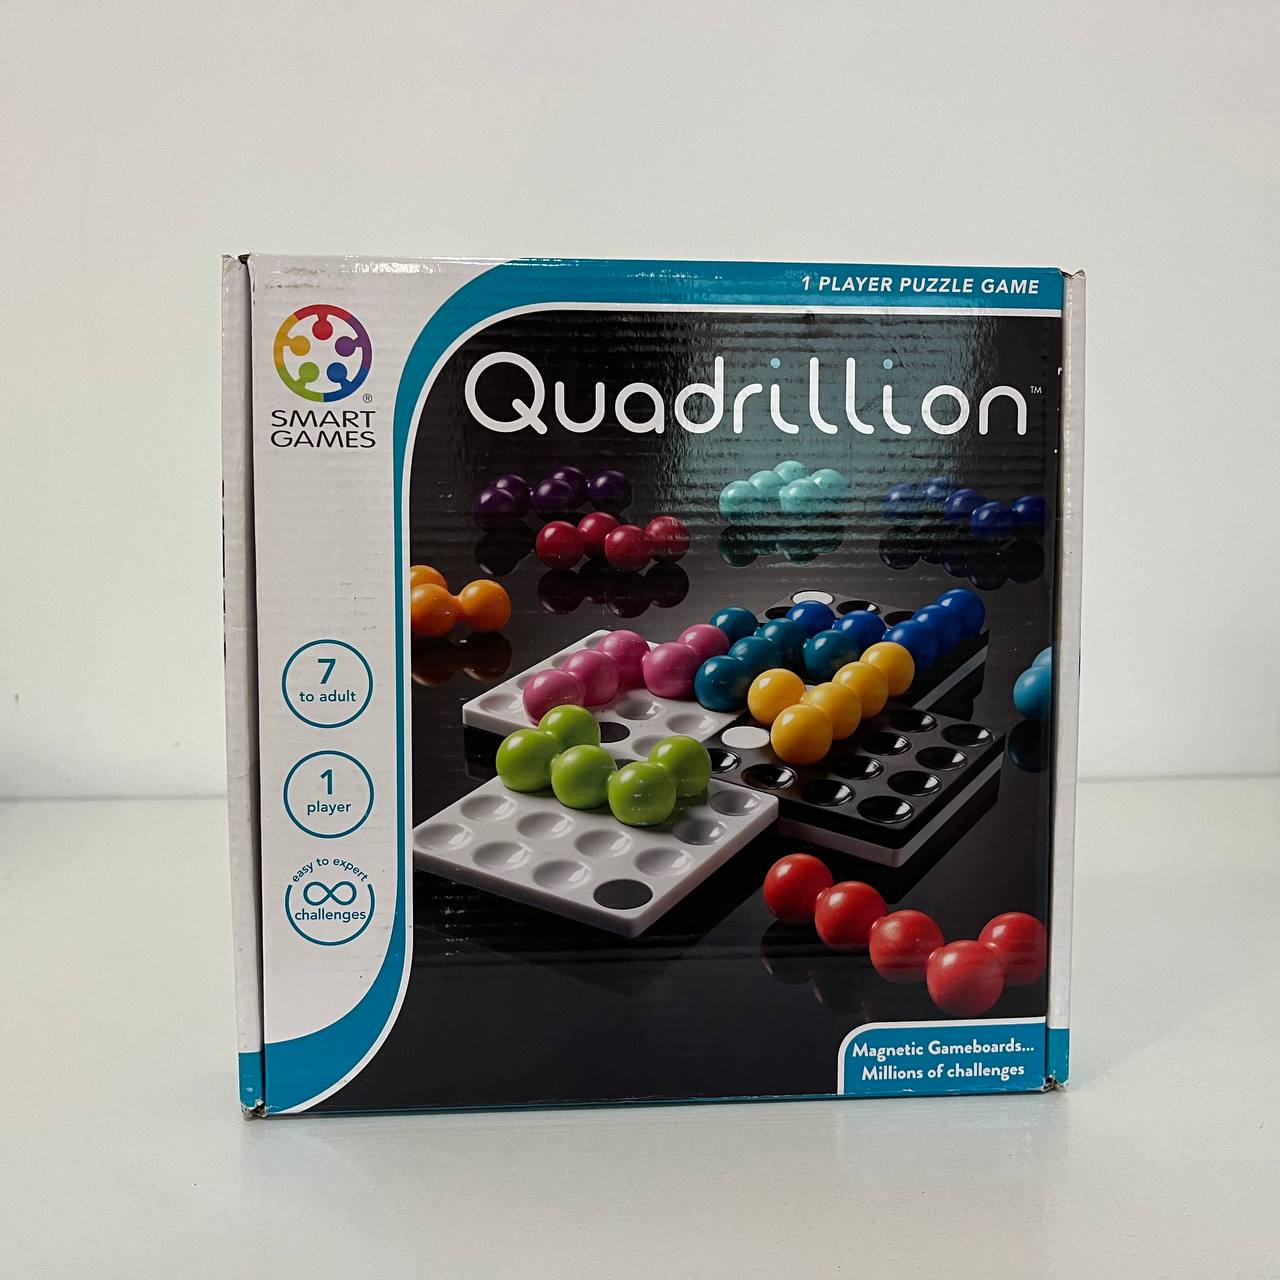 1 PLAYER PUZZLE GAME
Quadrillion™
®
SMART
GAMES
7
to adult
1
player
easy to expert
∞
challenges
Magnetic Gameboards...
Millions of challenges